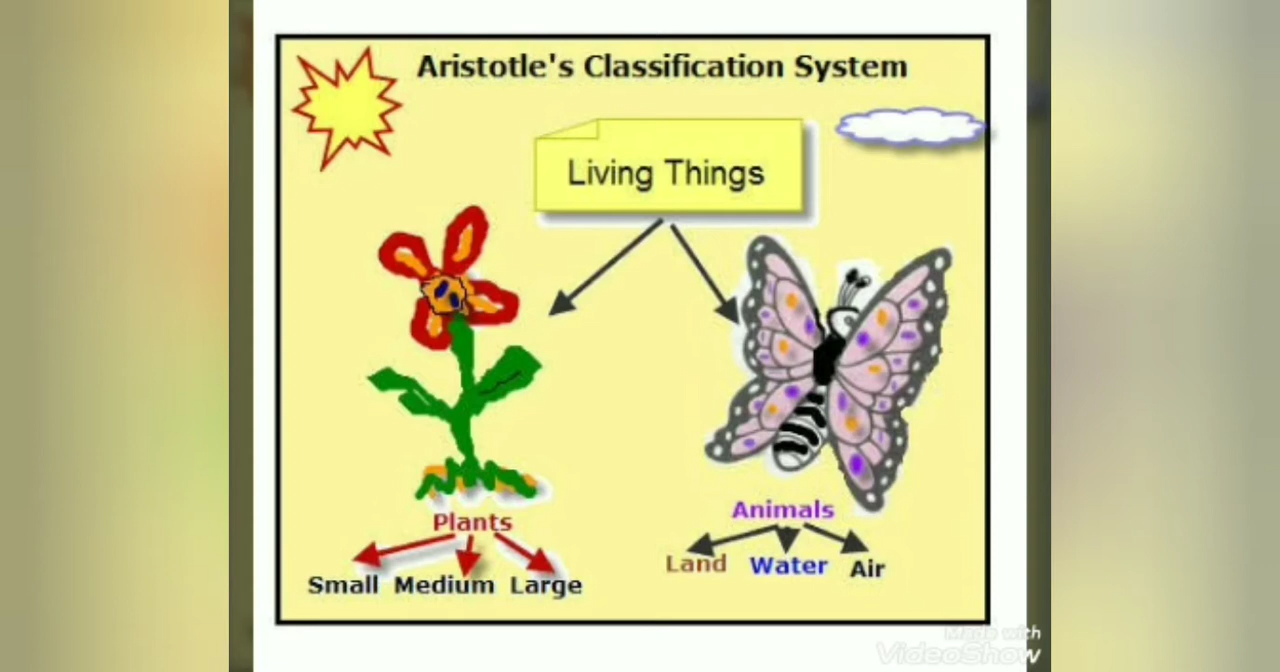 Aristotle's Classification System
Living Things
Plants
Small Medium Large
Animals
Land Water Air
Made with
VideoShow